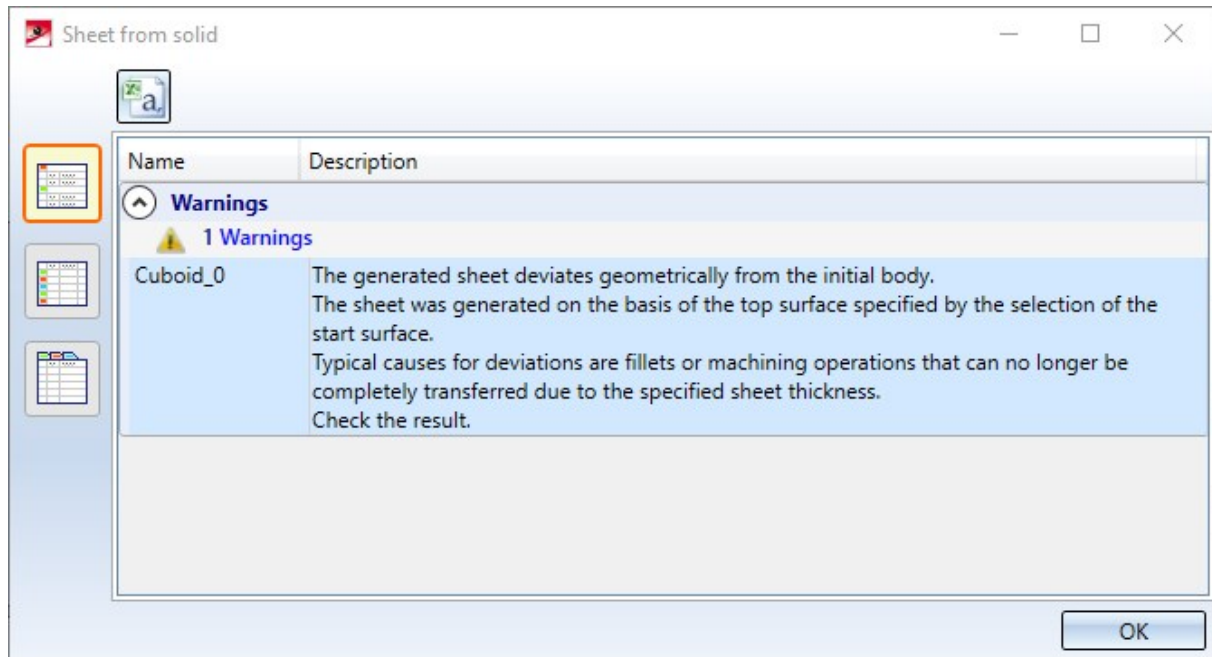 Sheet from solid
a,
Name Description
Warnings
1 Warnings
Cuboid_0 The generated sheet deviates geometrically from the initial body.
The sheet was generated on the basis of the top surface specified by the selection of the
start surface.
Typical causes for deviations are fillets or machining operations that can no longer be
completely transferred due to the specified sheet thickness.
Check the result.
OK